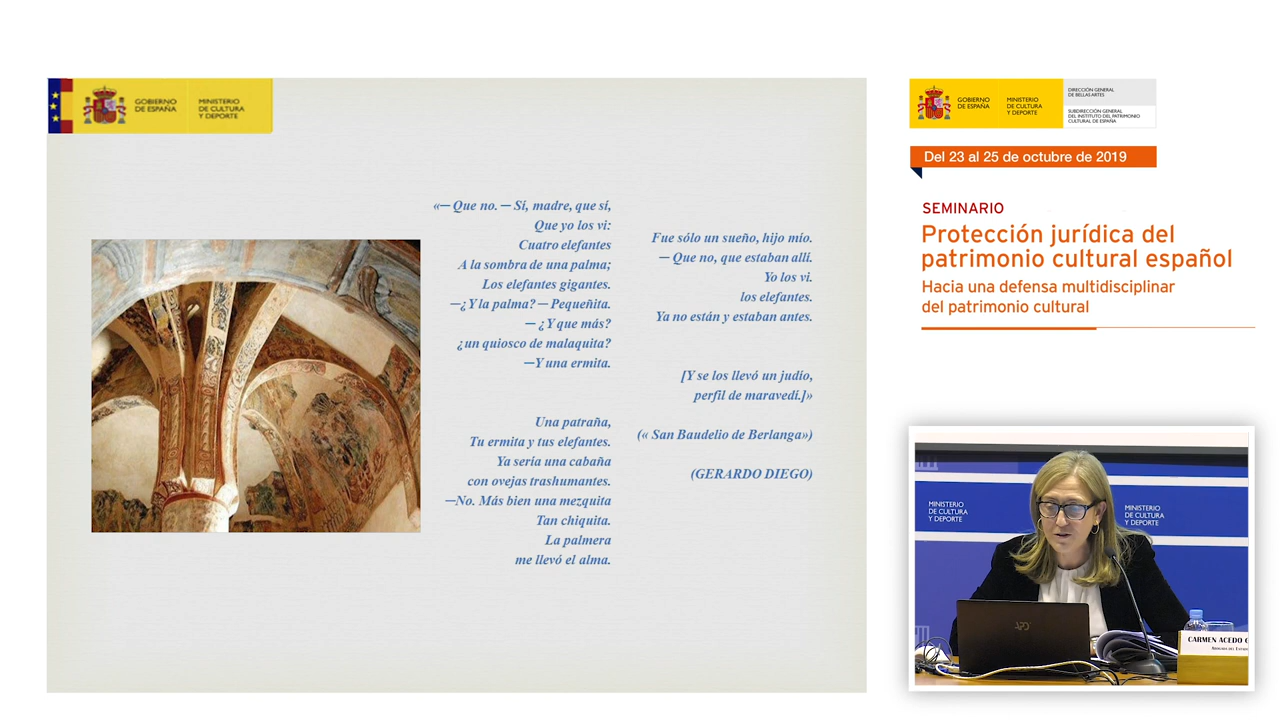 GOBIERNO
DE ESPAÑA
MINISTERIO
DE CULTURA
Y DEPORTE
«— Que no. — Sí, madre, que sí,
Que yo los vi:
Cuatro elefantes
A la sombra de una palma;
Los elefantes gigantes.
—¿Y la palma? — Pequeñita.
— ¿Y que más?
¿un quiosco de malaquita?
—Y una ermita.
Una patraña,
Tu ermita y tus elefantes.
Ya sería una cabaña
con ovejas trashumantes.
—No. Más bien una mezquita
Tan chiquita.
La palmera
me llevó el alma.
Fue sólo un sueño, hijo mío.
— Que no, que estaban allí.
Yo los vi.
los elefantes.
Ya no están y estaban antes.
[Y se los llevó un judío,
perfil de maravedí.]»
(« San Baudelio de Berlanga»)
(GERARDO DIEGO)
GOBIERNO
DE ESPAÑA
MINISTERIO
DE CULTURA
Y DEPORTE
DIRECCIÓN GENERAL
DE BELLAS ARTES
SUBDIRECCIÓN GENERAL
DEL INSTITUTO DEL PATRIMONIO
CULTURAL DE ESPAÑA
Del 23 al 25 de octubre de 2019
SEMINARIO
Protección jurídica del
patrimonio cultural español
Hacia una defensa multidisciplinar
del patrimonio cultural
MINISTERIO
DE CULTURA
Y DEPORTE
MINISTERIO
DE CULTURA
Y DEPORTE
CARMEN ACEDO
ABOGADA DEL